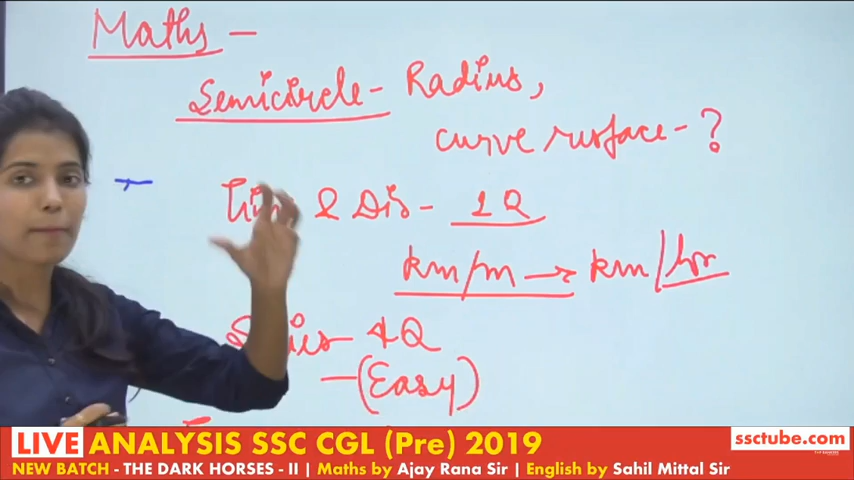 Maths -
Semicircle - Radius,
curve surface - ?
& Dis - 1Q
km/m → km/hr
4Q
- (Easy)
LIVE ANALYSIS SSC CGL (Pre) 2019
ssctube.com
NEW BATCH - THE DARK HORSES - II | Maths by Ajay Rana Sir | English by Sahil Mittal Sir